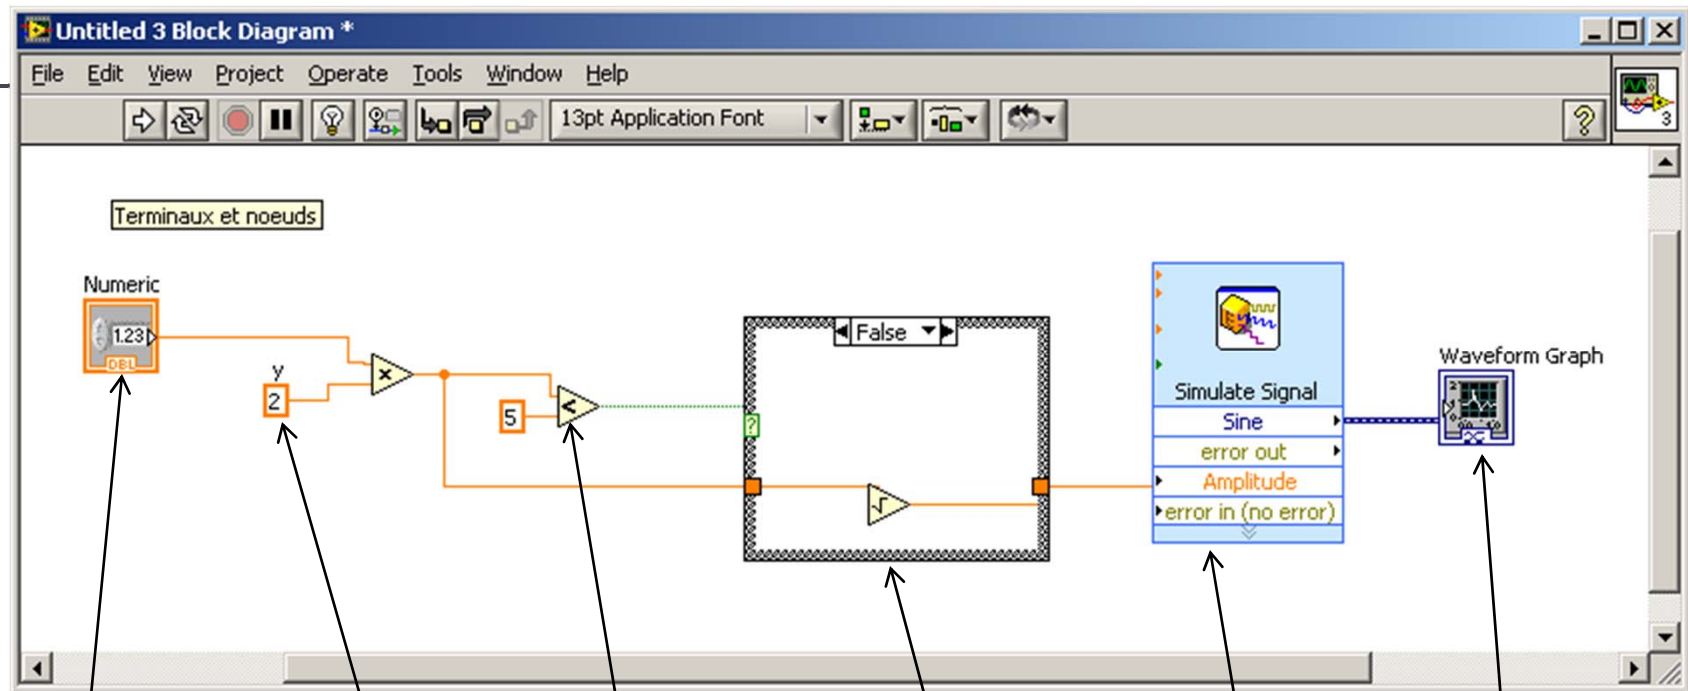 Untitled 3 Block Diagram *
File Edit View Project Operate Tools Window Help
13pt Application Font
3
Terminaux et noeuds
Numeric
1.23
DBL
y
2
×
5
<
?
False
√
Simulate Signal
Sine
error out
Amplitude
error in (no error)
Waveform Graph